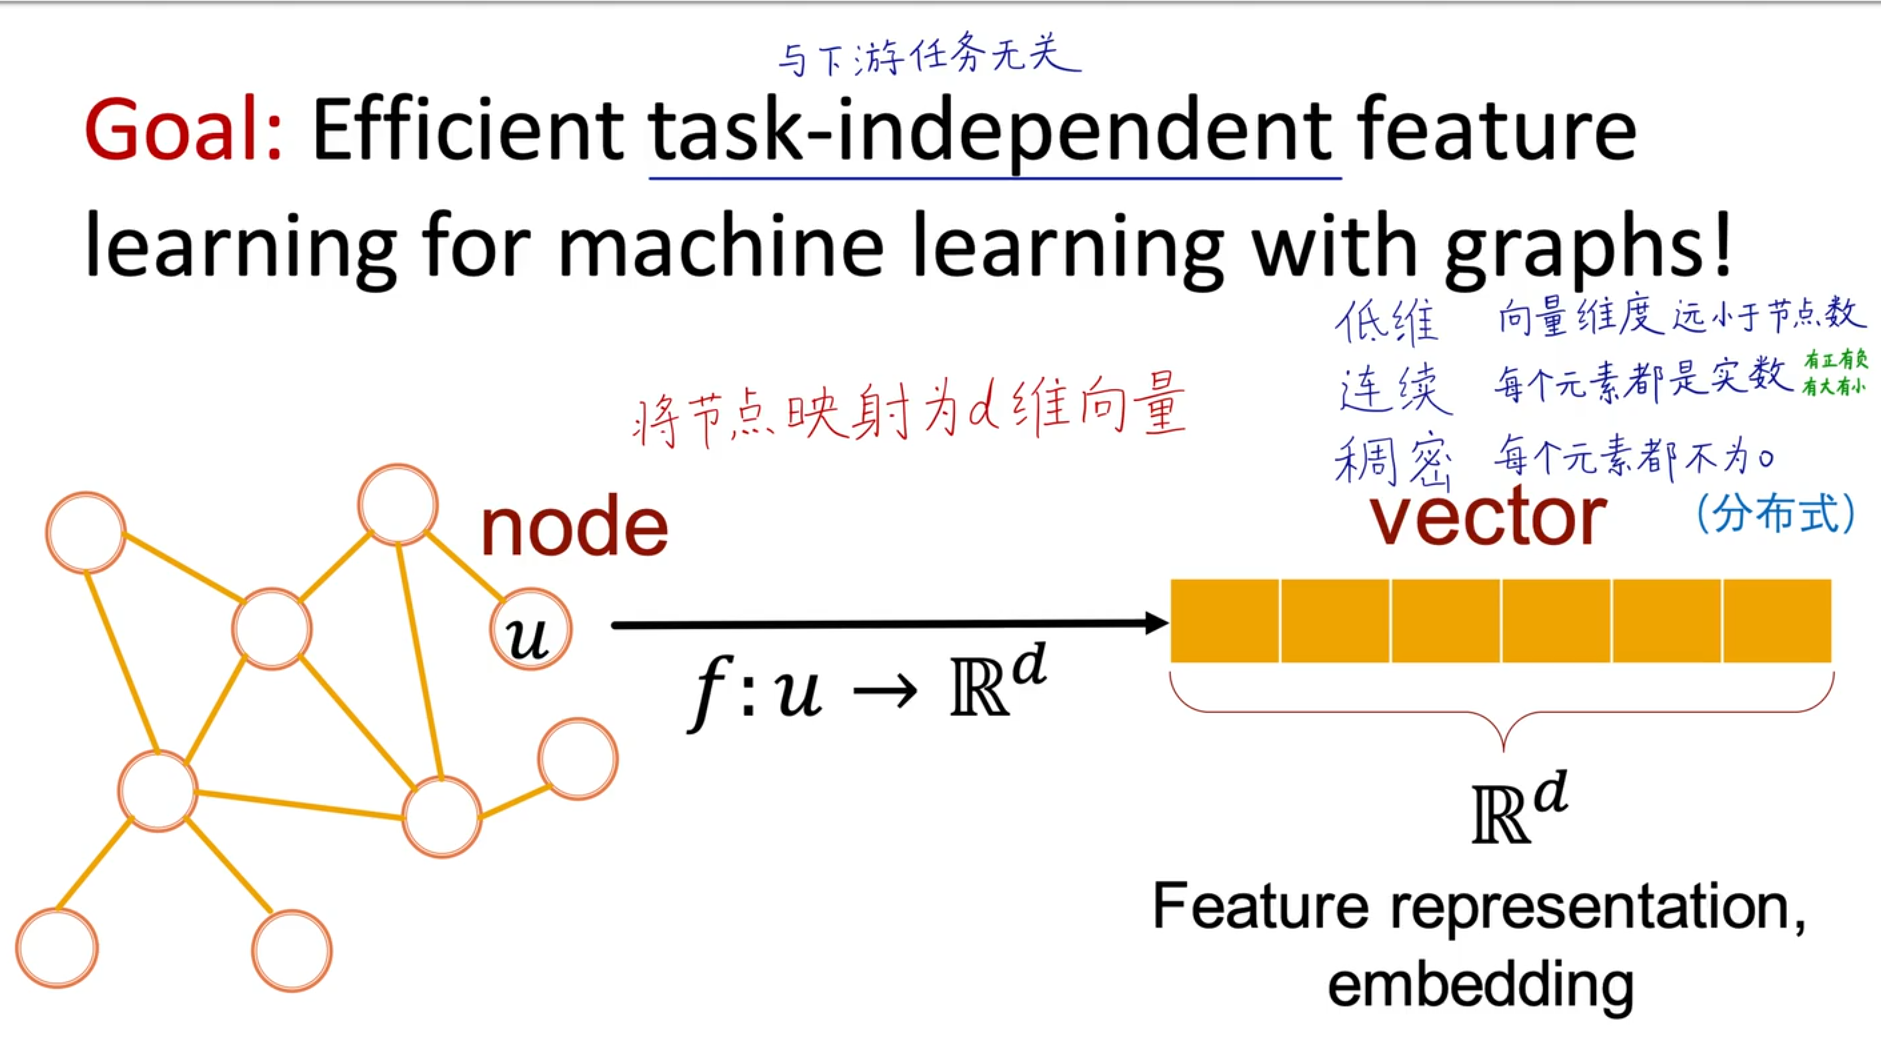 与下游任务无关
Goal: Efficient task-independent feature
learning for machine learning with graphs!
低维 向量维度远小于节点数
连续 每个元素都是实数 有正有负
有大有小
稠密 每个元素都不为0
将节点映射为d维向量
node
vector (分布式)
u
f: u → ℝᵈ
ℝᵈ
Feature representation,
embedding